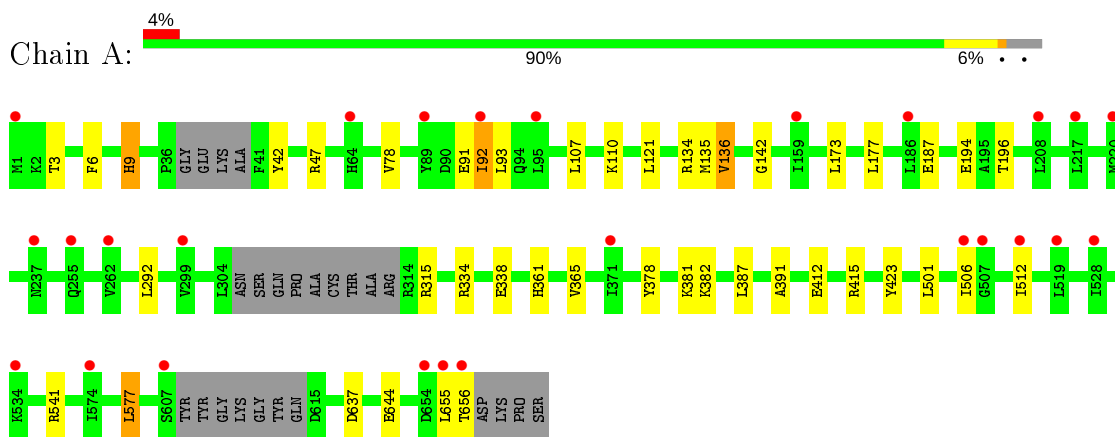 4%
Chain A:
90% 6% • •
M1 K2 T3 F6 H9 P36 GLY GLU LYS ALA F41 Y42 R47 H64 V78 Y89 D90 E91 I92 L93 Q94 L95 L107 K110 L121 R134 M135 V136 G142 I159 L173 L177 L186 E187 E194 A195 T196 L208 L217
N237 Q255 V262 L292 V299 L304 ASN SER GLN PRO ALA CYS THR ALA ARG R314 R315 R334 E338 H361 V365 I371 Y378 K381 K382 L387 A391 E412 R415 Y423 L501 I506 G507 I512 L519 I528
K534 R541 I574 L577 S607 TYR TYR GLY LYS GLY TYR GLN D615 D637 E644 D654 L655 T656 ASP LYS PRO SER